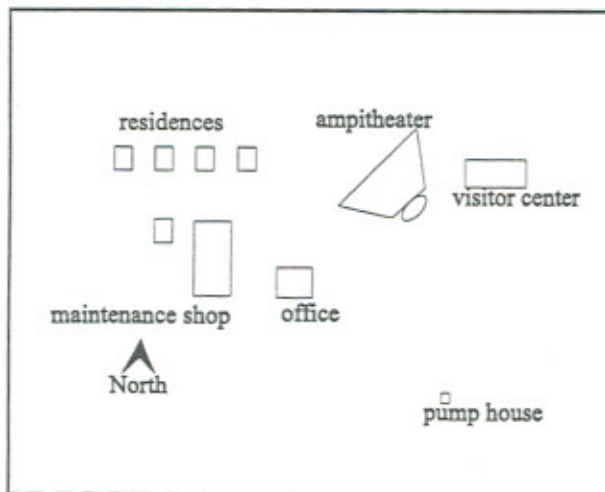 residences
ampitheater
visitor center
maintenance shop
office
North
pump house